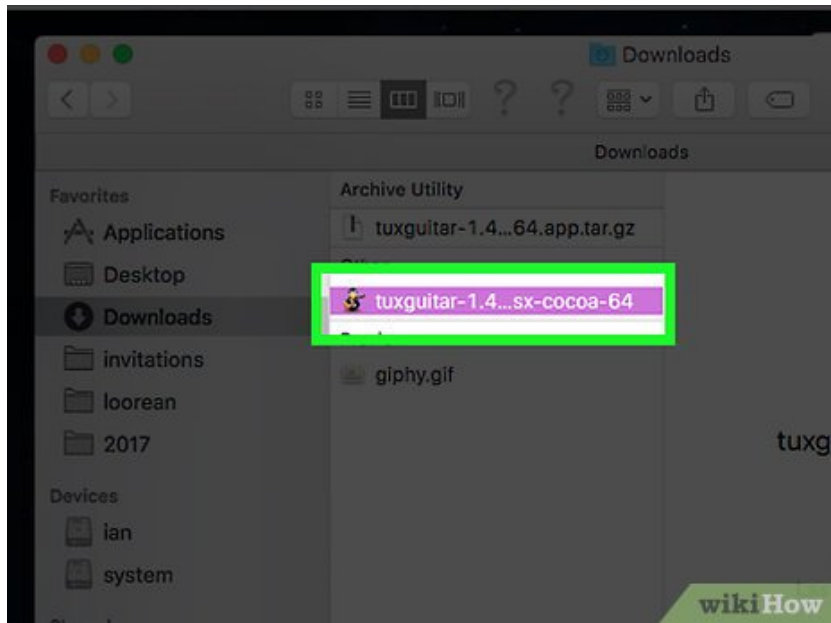 Downloads
Downloads
Favorites
Applications
Desktop
Downloads
invitations
loorean
2017
Devices
ian
system
Archive Utility
tuxguitar-1.4...64.app.tar.gz
tuxguitar-1.4...sx-cocoa-64
giphy.gif
tuxg
wikiHow